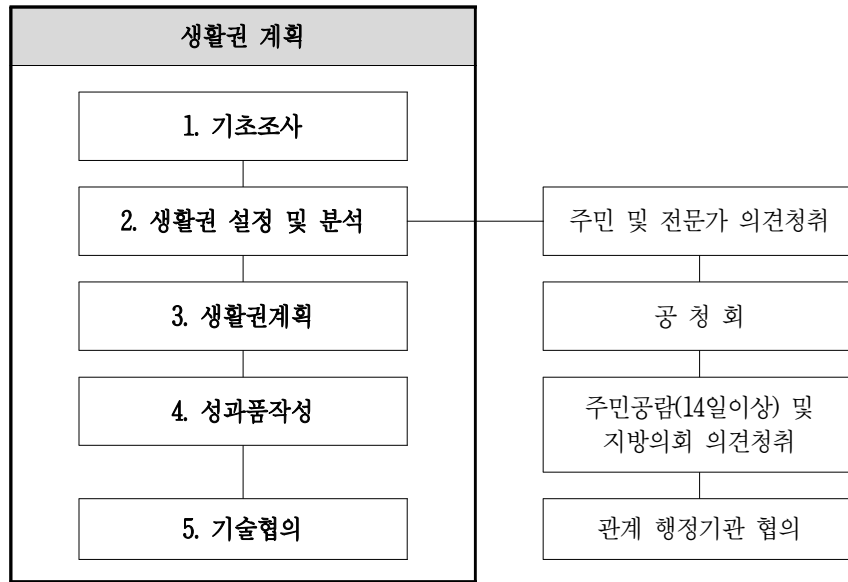 생활권 계획
1. 기초조사
2. 생활권 설정 및 분석
3. 생활권계획
4. 성과품작성
5. 기술협의
주민 및 전문가 의견청취
공 청 회
주민공람(14일이상) 및
지방의회 의견청취
관계 행정기관 협의